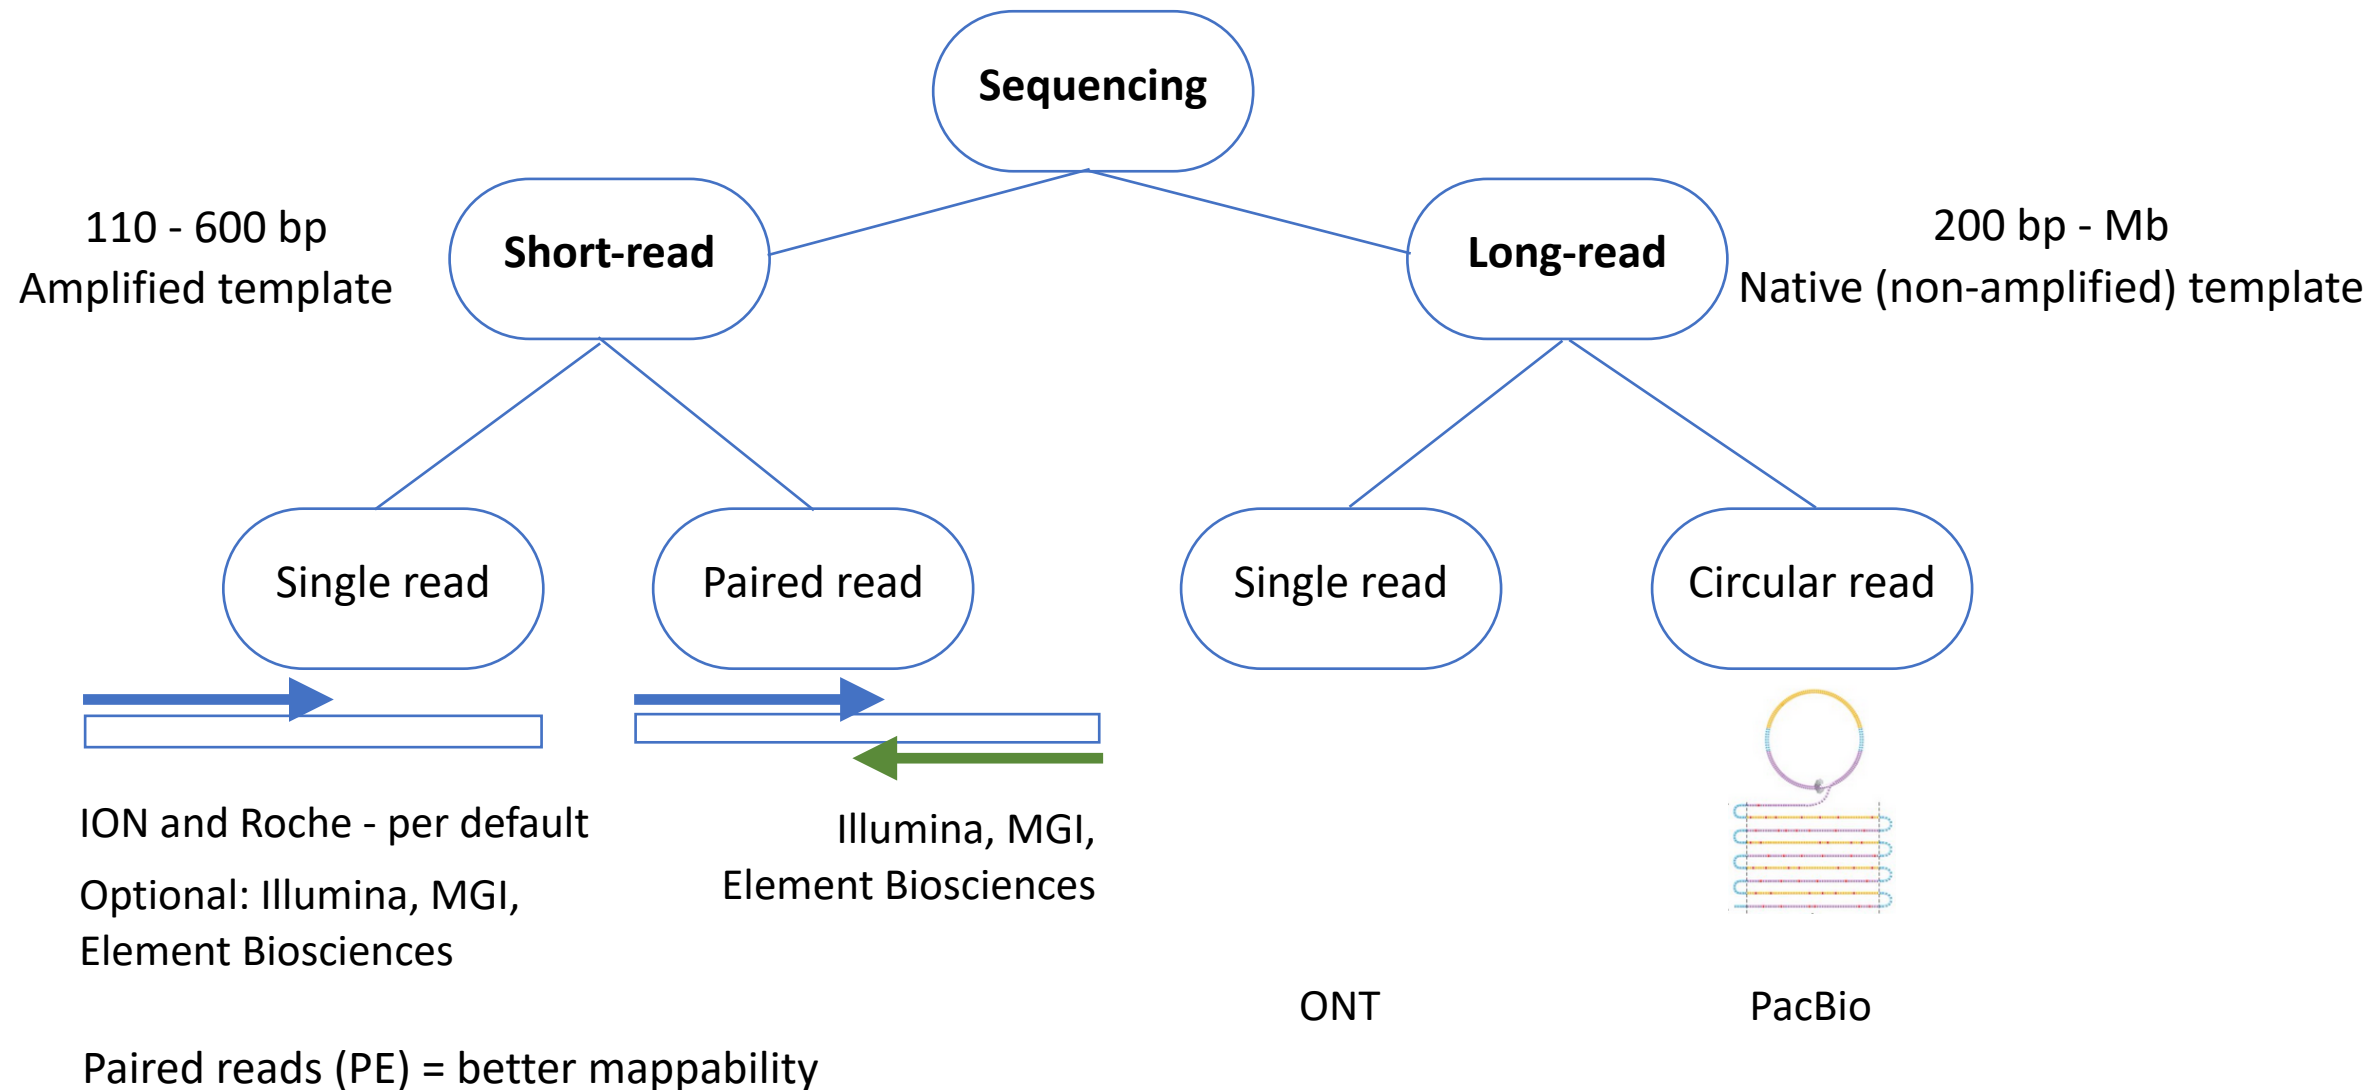 Sequencing
110 - 600 bp
Amplified template
Short-read
Long-read
200 bp - Mb
Native (non-amplified) template
Single read
Paired read
Single read
Circular read
ION and Roche - per default
Optional: Illumina, MGI,
Element Biosciences
Illumina, MGI,
Element Biosciences
ONT
PacBio
Paired reads (PE) = better mappability